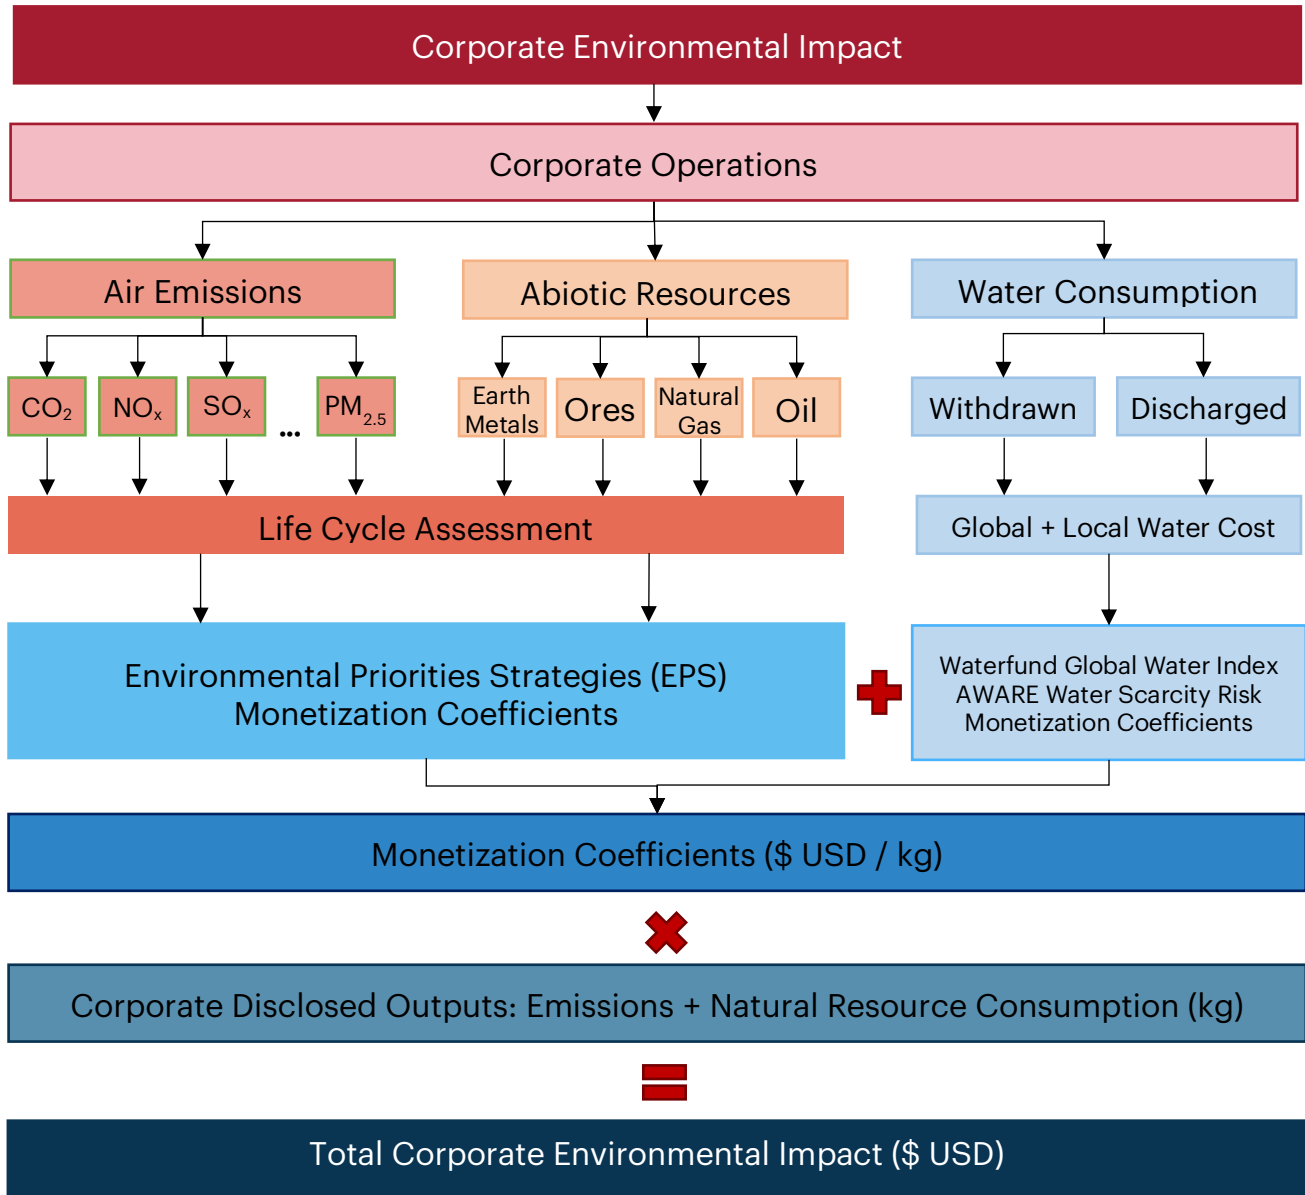 Corporate Environmental Impact
Corporate Operations
Air Emissions
Abiotic Resources
Water Consumption
CO₂
NOₓ
SOₓ
...
PM₂.₅
Earth
Metals
Ores
Natural
Gas
Oil
Withdrawn
Discharged
Life Cycle Assessment
Global + Local Water Cost
Environmental Priorities Strategies (EPS)
Monetization Coefficients
Waterfund Global Water Index
AWARE Water Scarcity Risk
Monetization Coefficients
Monetization Coefficients ($ USD / kg)
Corporate Disclosed Outputs: Emissions + Natural Resource Consumption (kg)
Total Corporate Environmental Impact ($ USD)